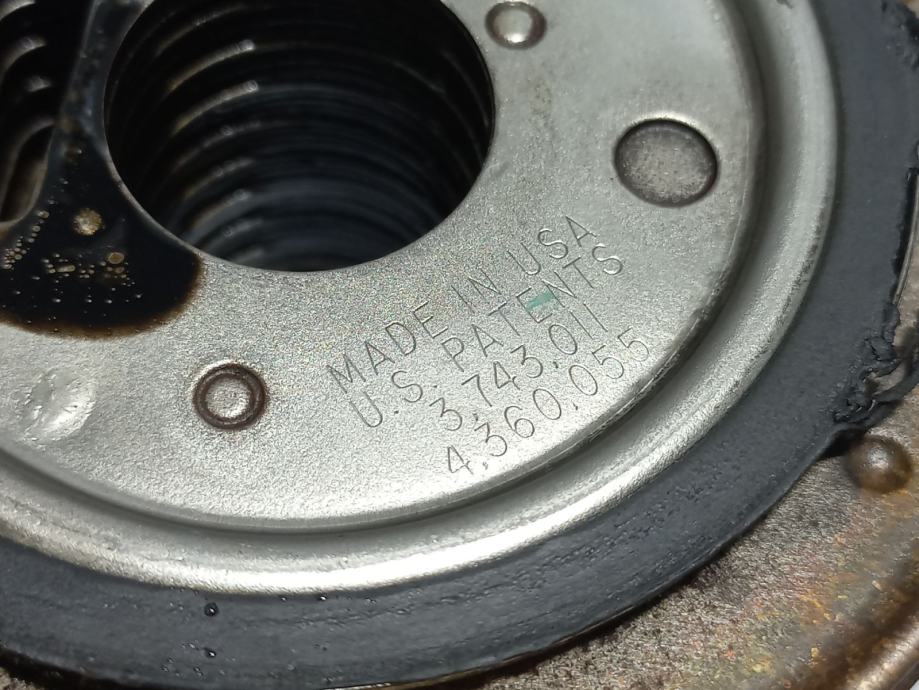 MADE IN USA
U.S. PATENTS
3,743,011
4,360,055